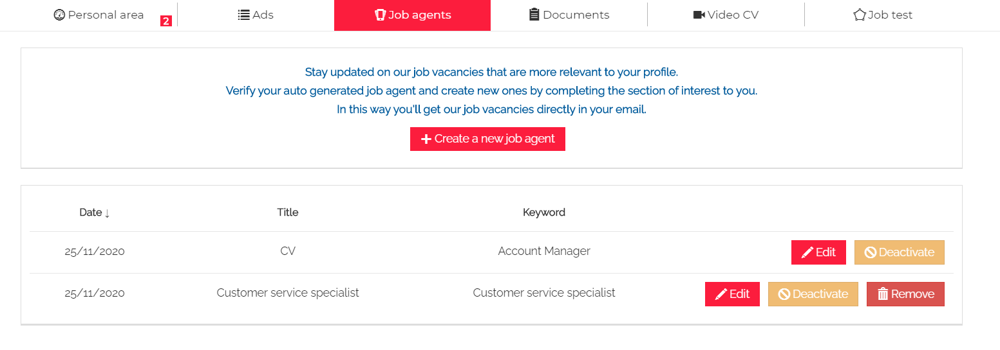 Personal area 2 Ads Job agents Documents Video CV Job test
Stay updated on our job vacancies that are more relevant to your profile.
Verify your auto generated job agent and create new ones by completing the section of interest to you.
In this way you'll get our job vacancies directly in your email.
+ Create a new job agent
Date ↓ Title Keyword
25/11/2020 CV Account Manager Edit Deactivate
25/11/2020 Customer service specialist Customer service specialist Edit Deactivate Remove